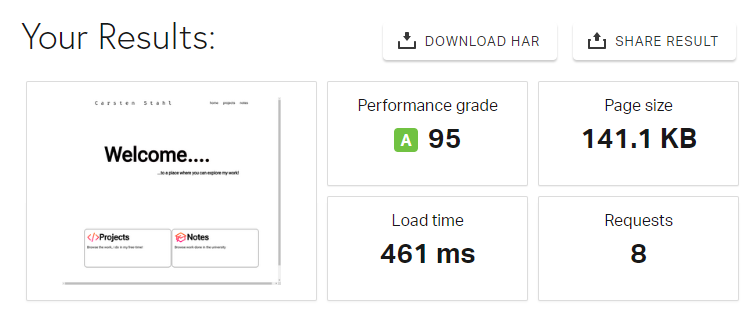 Your Results:
DOWNLOAD HAR
SHARE RESULT
Carsten Stahl
home projects notes
Welcome....
...to a place where you can explore my work!
</>Projects
Browse the work, i do in my free time!
Notes
Browse work done in the university
Performance grade
A 95
Page size
141.1 KB
Load time
461 ms
Requests
8